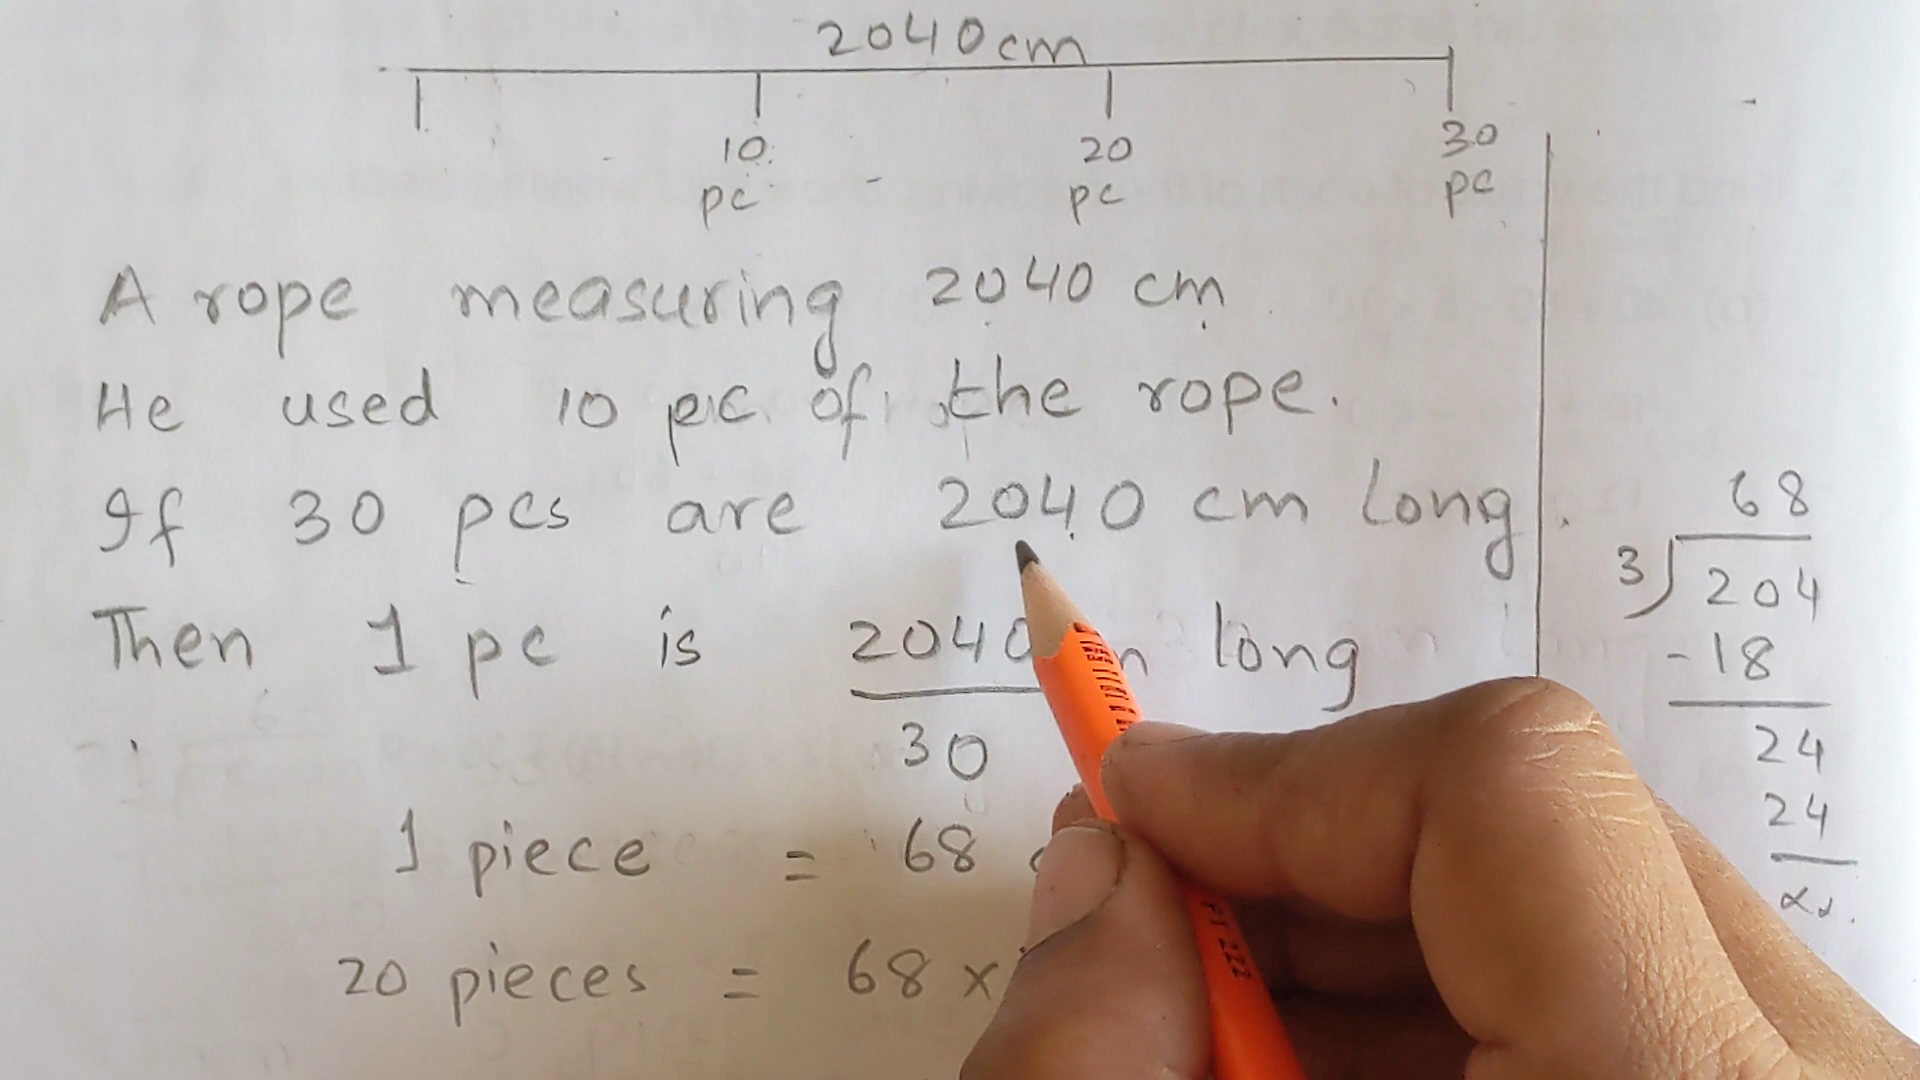 2040 cm
10 20 30
pc pc pc
A rope measuring 2040 cm.
He used 10 pc. of the rope.
If 30 pcs are 2040 cm long.
Then 1 pc is 2040 long
30
1 piece = 68
20 pieces = 68 ×
68
3 204
-18
24
24
P1 222